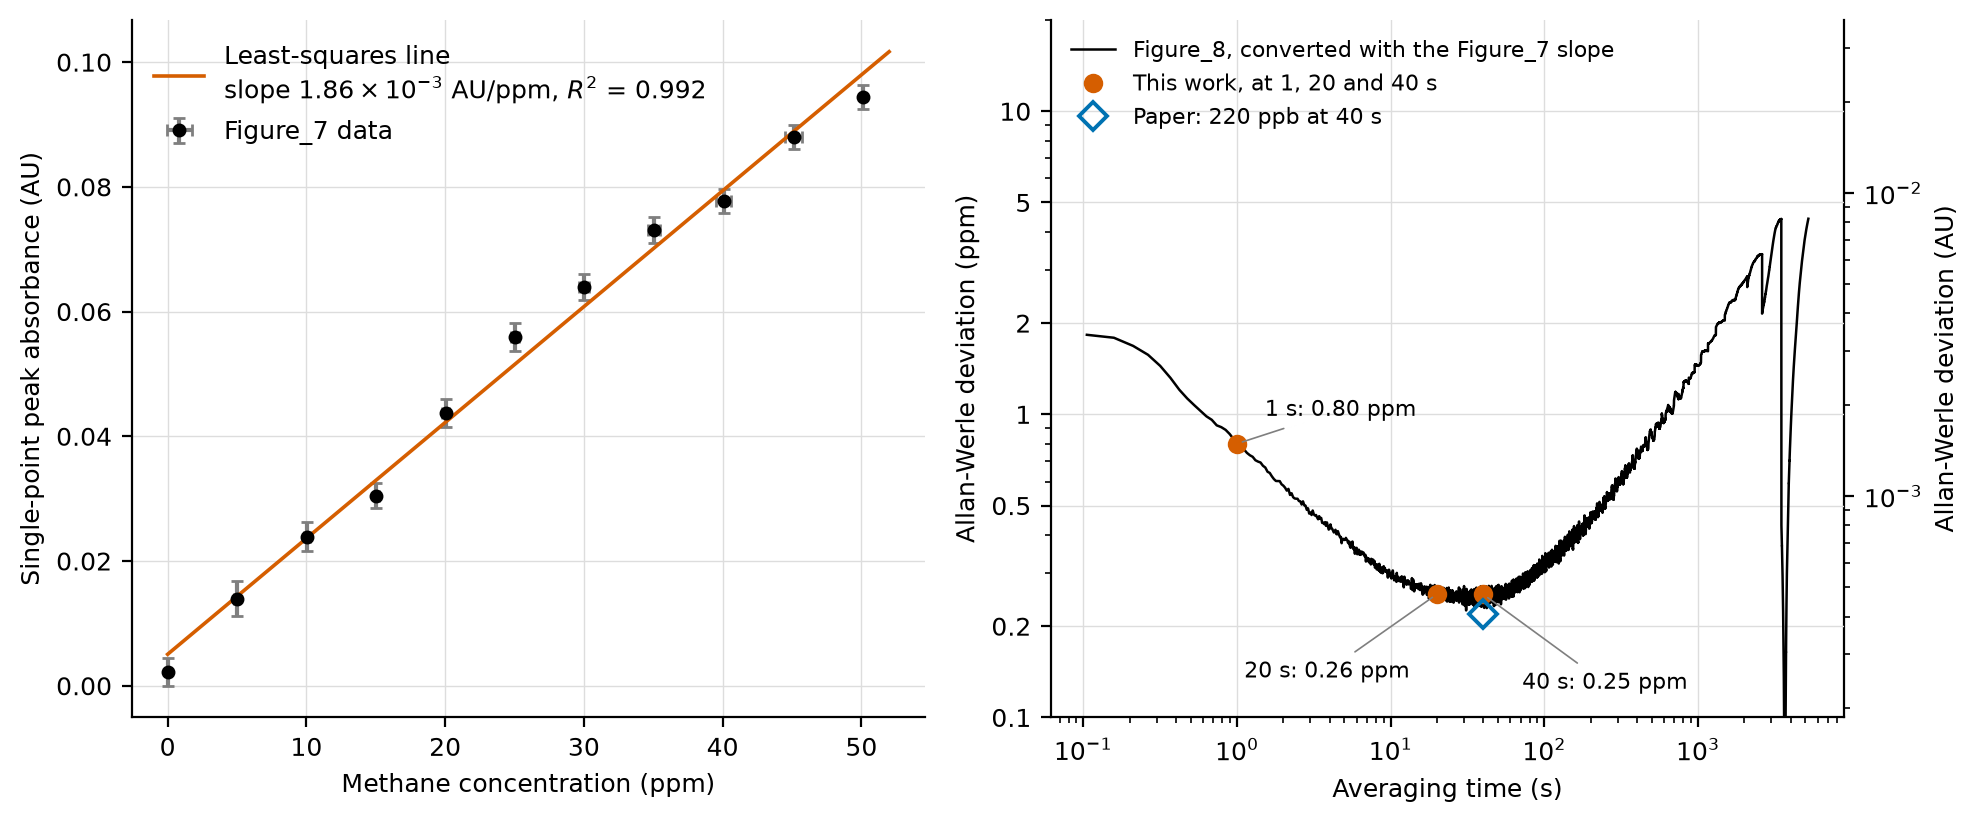 Least-squares line
slope 1.86 × 10⁻³ AU/ppm, R² = 0.992
Figure_7 data
0.10
0.08
0.06
0.04
0.02
0.00
Single-point peak absorbance (AU)
0 10 20 30 40 50
Methane concentration (ppm)
Figure_8, converted with the Figure_7 slope
This work, at 1, 20 and 40 s
Paper: 220 ppb at 40 s
10
5
2
1
0.5
0.2
0.1
Allan-Werle deviation (ppm)
1 s: 0.80 ppm
20 s: 0.26 ppm
40 s: 0.25 ppm
10⁻²
10⁻³
Allan-Werle deviation (AU)
10⁻¹ 10⁰ 10¹ 10² 10³
Averaging time (s)